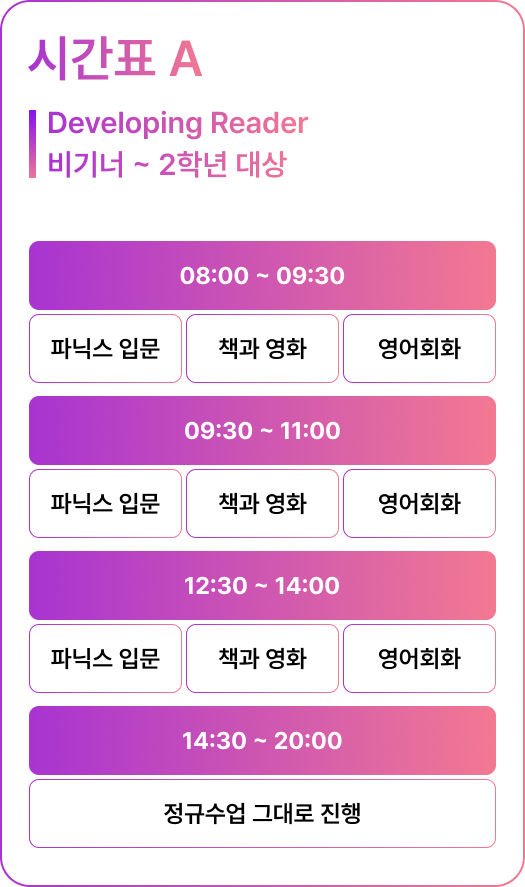 시간표 A
Developing Reader
비기너 ~ 2학년 대상
08:00 ~ 09:30
파닉스 입문 책과 영화 영어회화
09:30 ~ 11:00
파닉스 입문 책과 영화 영어회화
12:30 ~ 14:00
파닉스 입문 책과 영화 영어회화
14:30 ~ 20:00
정규수업 그대로 진행